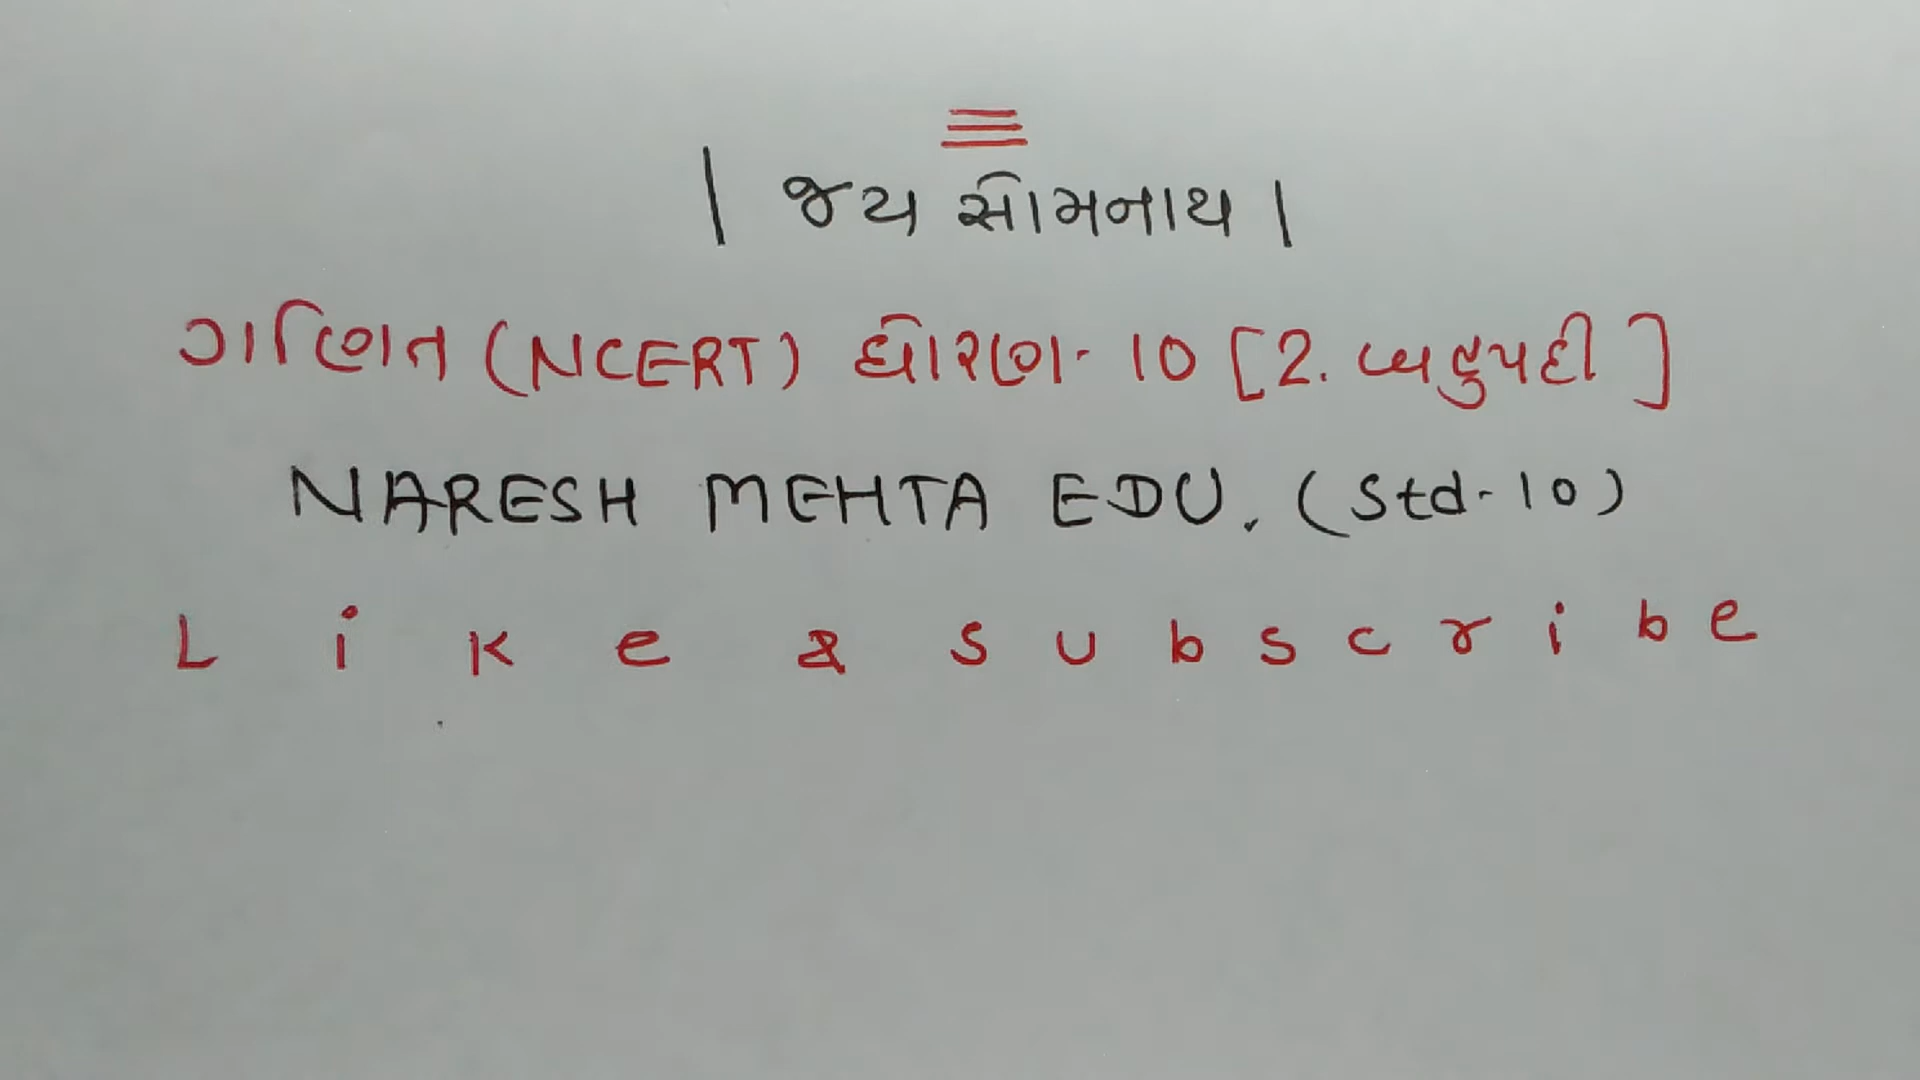 | જય સોમનાથ |
ગણિત (NCERT) ધોરણ-10 [2. બહુપદી]
NARESH MEHTA EDU. (Std-10)
Like & Subscribe